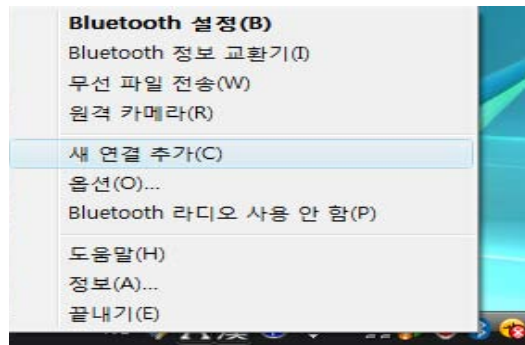 Bluetooth 설정(B)
Bluetooth 정보 교환기(I)
무선 파일 전송(W)
원격 카메라(R)
새 연결 추가(C)
옵션(O)...
Bluetooth 라디오 사용 안 함(P)
도움말(H)
정보(A)...
끝내기(E)